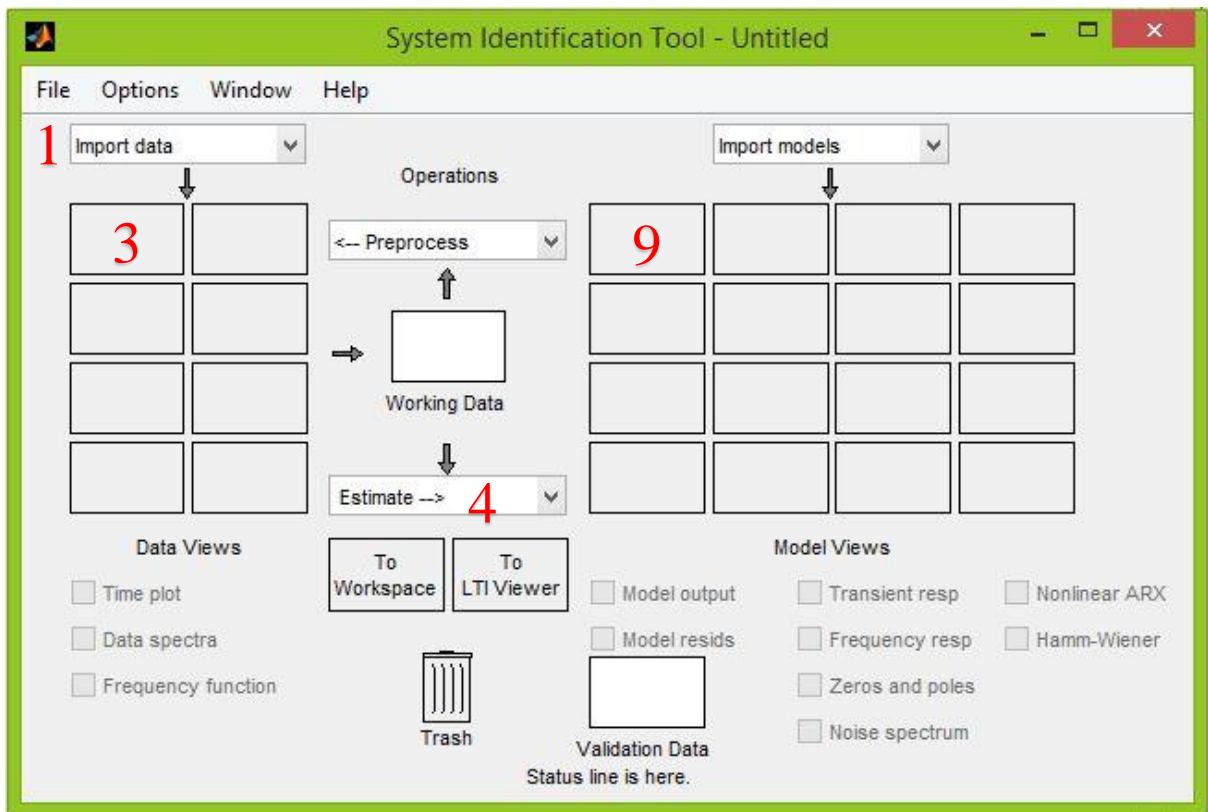 System Identification Tool - Untitled
File Options Window Help
1 Import data
Import models
Operations
3
<-- Preprocess
9
Working Data
Estimate --> 4
Data Views
To Workspace
To LTI Viewer
Model Views
Time plot
Data spectra
Frequency function
Model output
Model resids
Transient resp
Frequency resp
Zeros and poles
Noise spectrum
Nonlinear ARX
Hamm-Wiener
Trash
Validation Data
Status line is here.